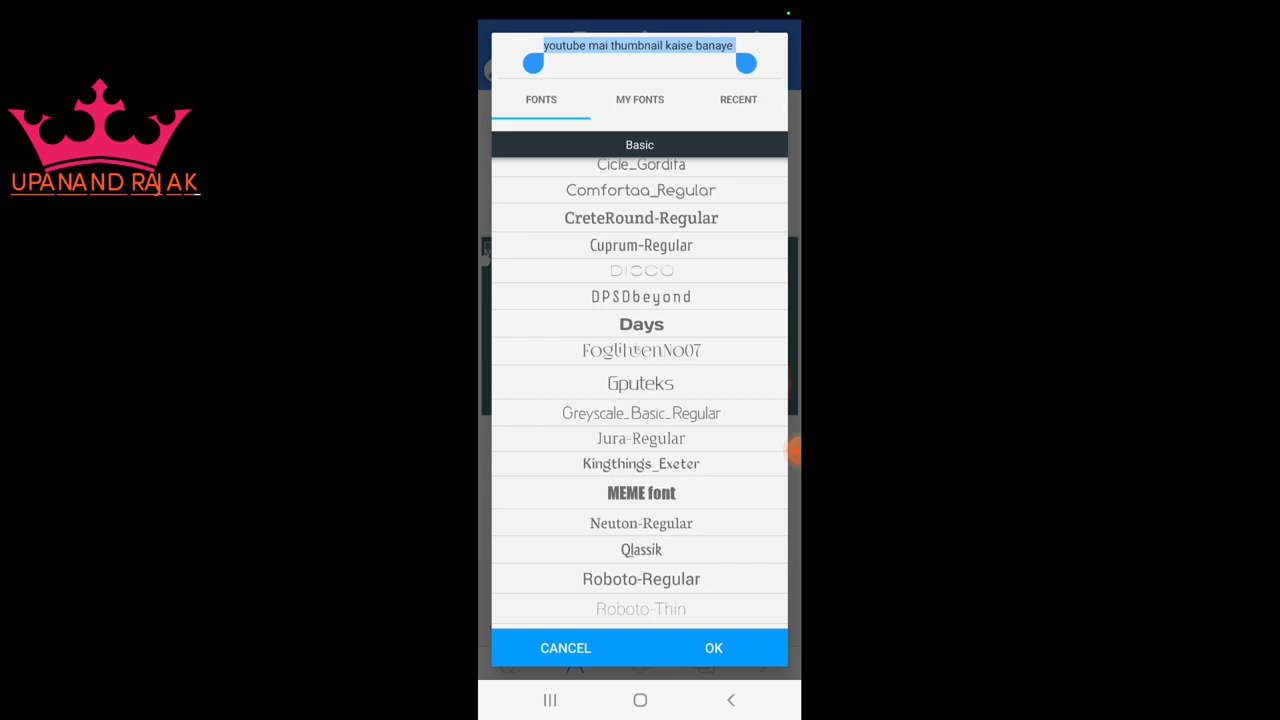 UPANAND RAJAK
youtube mai thumbnail kaise banaye
FONTS
MY FONTS
RECENT
Basic
Cicle_Gordita
Comfortaa_Regular
CreteRound-Regular
Cuprum-Regular
DISCO
DPSDbeyond
Days
FoglihtenNo07
Gputeks
Greyscale_Basic_Regular
Jura-Regular
Kingthings_Exeter
MEME font
Neuton-Regular
Qlassik
Roboto-Regular
Roboto-Thin
CANCEL
OK